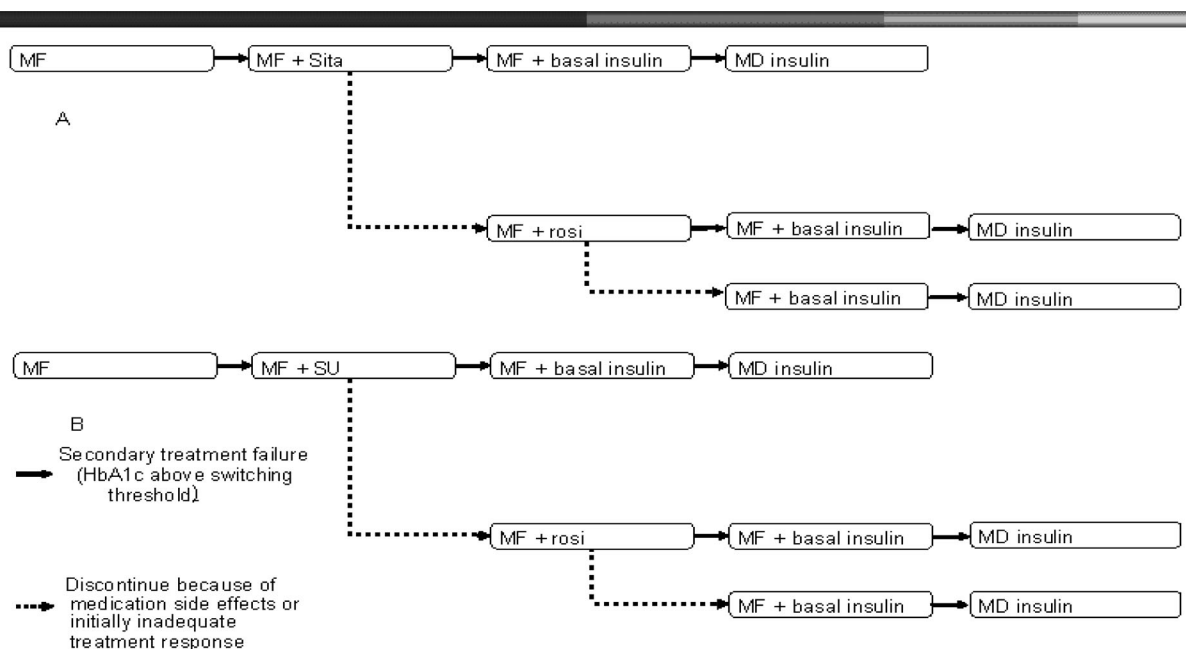 MF
MF + Sita
MF + basal insulin
MD insulin
A
MF + rosi
MF + basal insulin
MD insulin
MF + basal insulin
MD insulin
MF
MF + SU
MF + basal insulin
MD insulin
B
Secondary treatment failure
(HbA1c above switching
threshold).
MF + rosi
MF + basal insulin
MD insulin
Discontinue because of
medication side effects or
initially inadequate
treatment response
MF + basal insulin
MD insulin